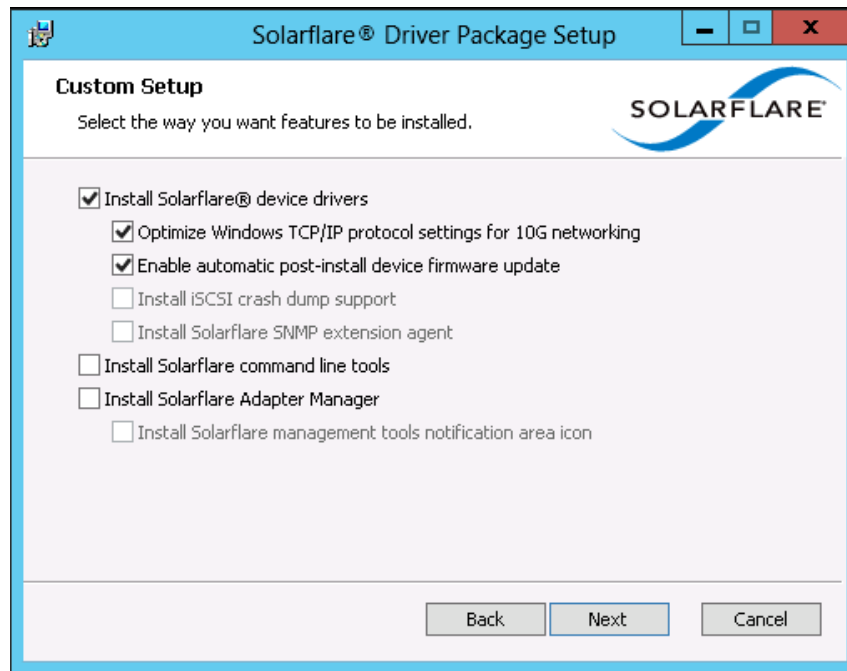 Solarflare® Driver Package Setup
Custom Setup
Select the way you want features to be installed.
SOLARFLARE®
Install Solarflare® device drivers
Optimize Windows TCP/IP protocol settings for 10G networking
Enable automatic post-install device firmware update
Install iSCSI crash dump support
Install Solarflare SNMP extension agent
Install Solarflare command line tools
Install Solarflare Adapter Manager
Install Solarflare management tools notification area icon
Back Next Cancel